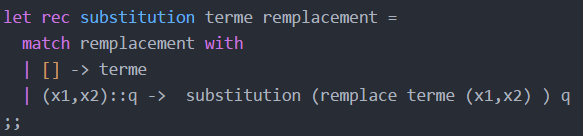 let rec substitution terme remplacement =
  match remplacement with
  | [] -> terme
  | (x1,x2)::q ->  substitution (remplace terme (x1,x2) ) q
;;